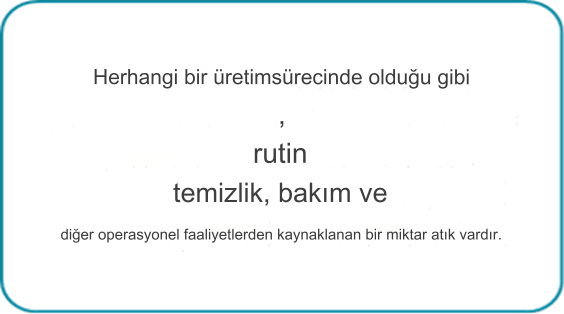 Herhangi bir üretimsürecinde olduğu gibi
,
rutin
temizlik, bakım ve
diğer operasyonel faaliyetlerden kaynaklanan bir miktar atık vardır.